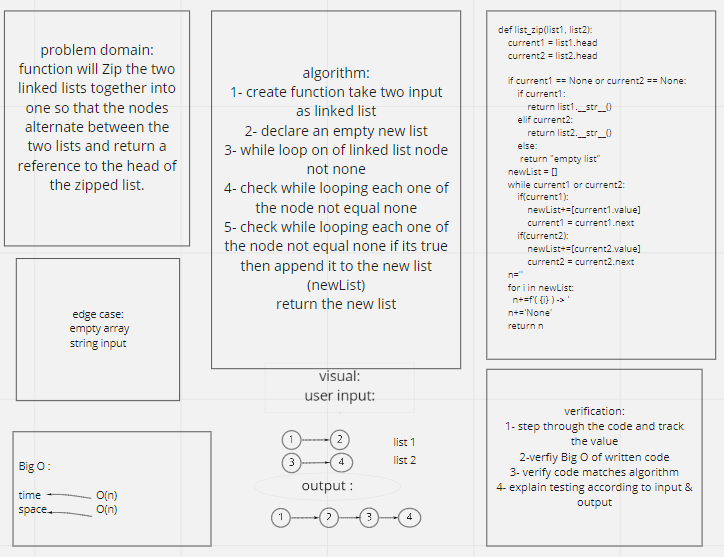 problem domain:
function will Zip the two
linked lists together into
one so that the nodes
alternate between the
two lists and return a
reference to the head of
the zipped list.
algorithm:
1- create function take two input
as linked list
2- declare an empty new list
3- while loop on of linked list node
not none
4- check while looping each one of
the node not equal none
5- check while looping each one of
the node not equal none if its true
then append it to the new list
(newList)
return the new list
def list_zip(list1, list2):
current1 = list1.head
current2 = list2.head
if current1 == None or current2 == None:
if current1:
return list1.__str__()
elif current2:
return list2.__str__()
else:
return "empty list"
newList = []
while current1 or current2:
if(current1):
newList+=[current1.value]
current1 = current1.next
if(current2):
newList+=[current2.value]
current2 = current2.next
n=''
for i in newList:
n+=f'( {i} ) -> '
n+='None'
return n
edge case:
empty array
string input
visual:
user input:
1 2 list 1
3 4 list 2
output :
1 2 3 4
Big O :
time O(n)
space O(n)
verification:
1- step through the code and track
the value
2-verfiy Big O of written code
3- verify code matches algorithm
4- explain testing according to input &
output